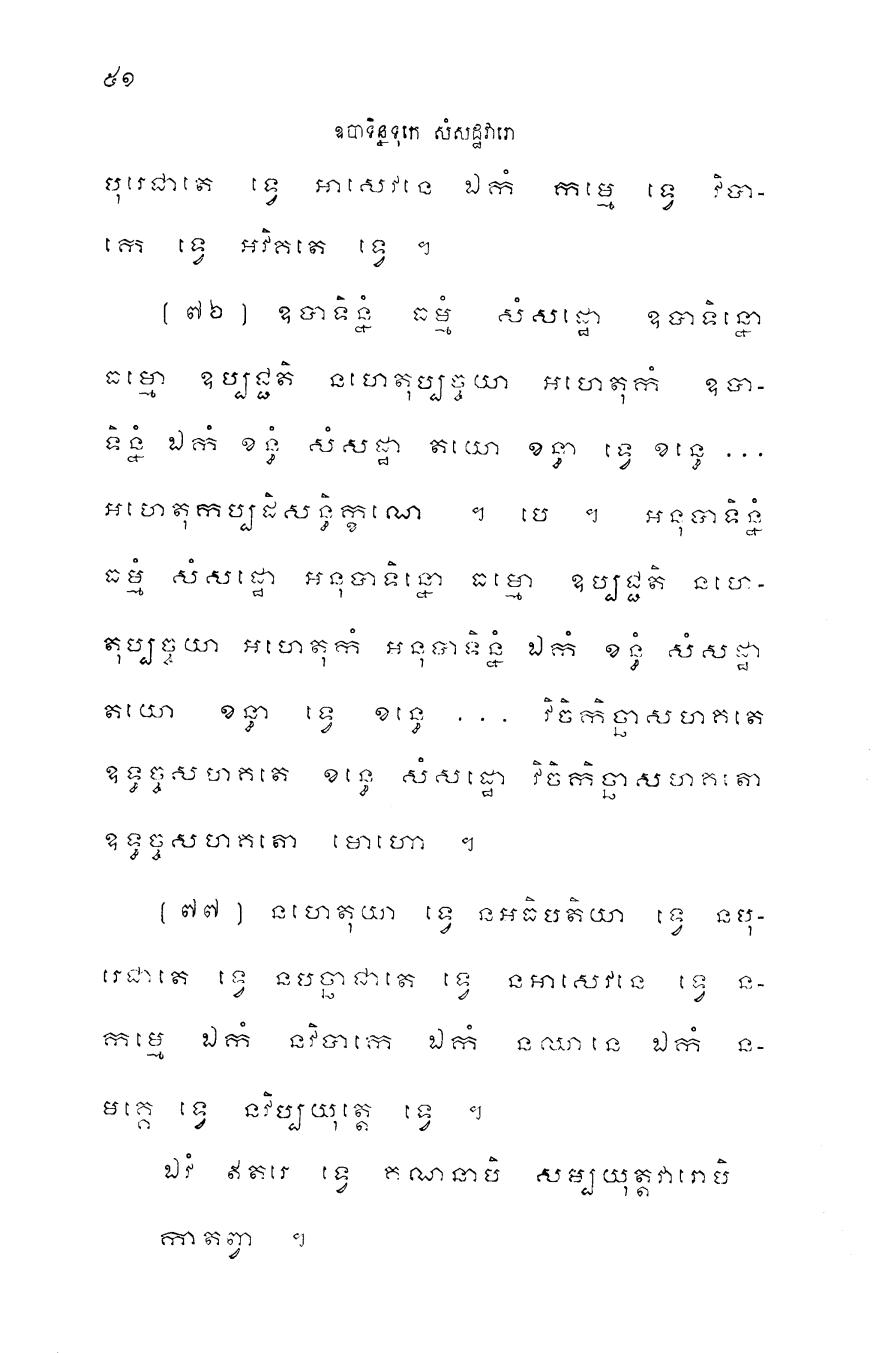 ៥១
ឧបាទិន្នទុកេ សំសដ្ឋវារោ
បុរេជាតេ ទ្វេ អាសេវនេ ឯកំ កម្មេ ទ្វេ វិបា-
កេ ទ្វេ អវិគតេ ទ្វេ ។
[ ៧៦ ] ឧបាទិន្នំ ធម្មំ សំសដ្ឋោ ឧបាទិន្នោ
ធម្មោ ឧប្បជ្ជតិ នហេតុប្បច្ចយា អហេតុកំ ឧបា-
ទិន្នំ ឯកំ ខន្ធំ សំសដ្ឋា តយោ ខន្ធា ទ្វេ ខន្ធេ ...
អហេតុកប្បដិសន្ធិក្ខណេ ។ បេ ។ អនុបាទិន្នំ
ធម្មំ សំសដ្ឋោ អនុបាទិន្នោ ធម្មោ ឧប្បជ្ជតិ នហេ-
តុប្បច្ចយា អហេតុកំ អនុបាទិន្នំ ឯកំ ខន្ធំ សំសដ្ឋា
តយោ ខន្ធា ទ្វេ ខន្ធេ ... វិចិកិច្ឆាសហគតេ
ឧទ្ធច្ចសហគតេ ខន្ធេ សំសដ្ឋោ វិចិកិច្ឆាសហគតោ
ឧទ្ធច្ចសហគតោ មោហោ ។
[ ៧៧ ] នហេតុយា ទ្វេ នអធិបតិយា ទ្វេ នបុ-
រេជាតេ ទ្វេ នបច្ឆាជាតេ ទ្វេ នអាសេវនេ ទ្វេ ន-
កម្មេ ឯកំ នវិបាកេ ឯកំ នឈានេ ឯកំ ន-
មគ្គេ ទ្វេ នវិប្បយុត្តេ ទ្វេ ។
ឯវំ ឥតរេ ទ្វេ គណនាបិ សម្បយុត្តវារោបិ
កាតព្វា ។